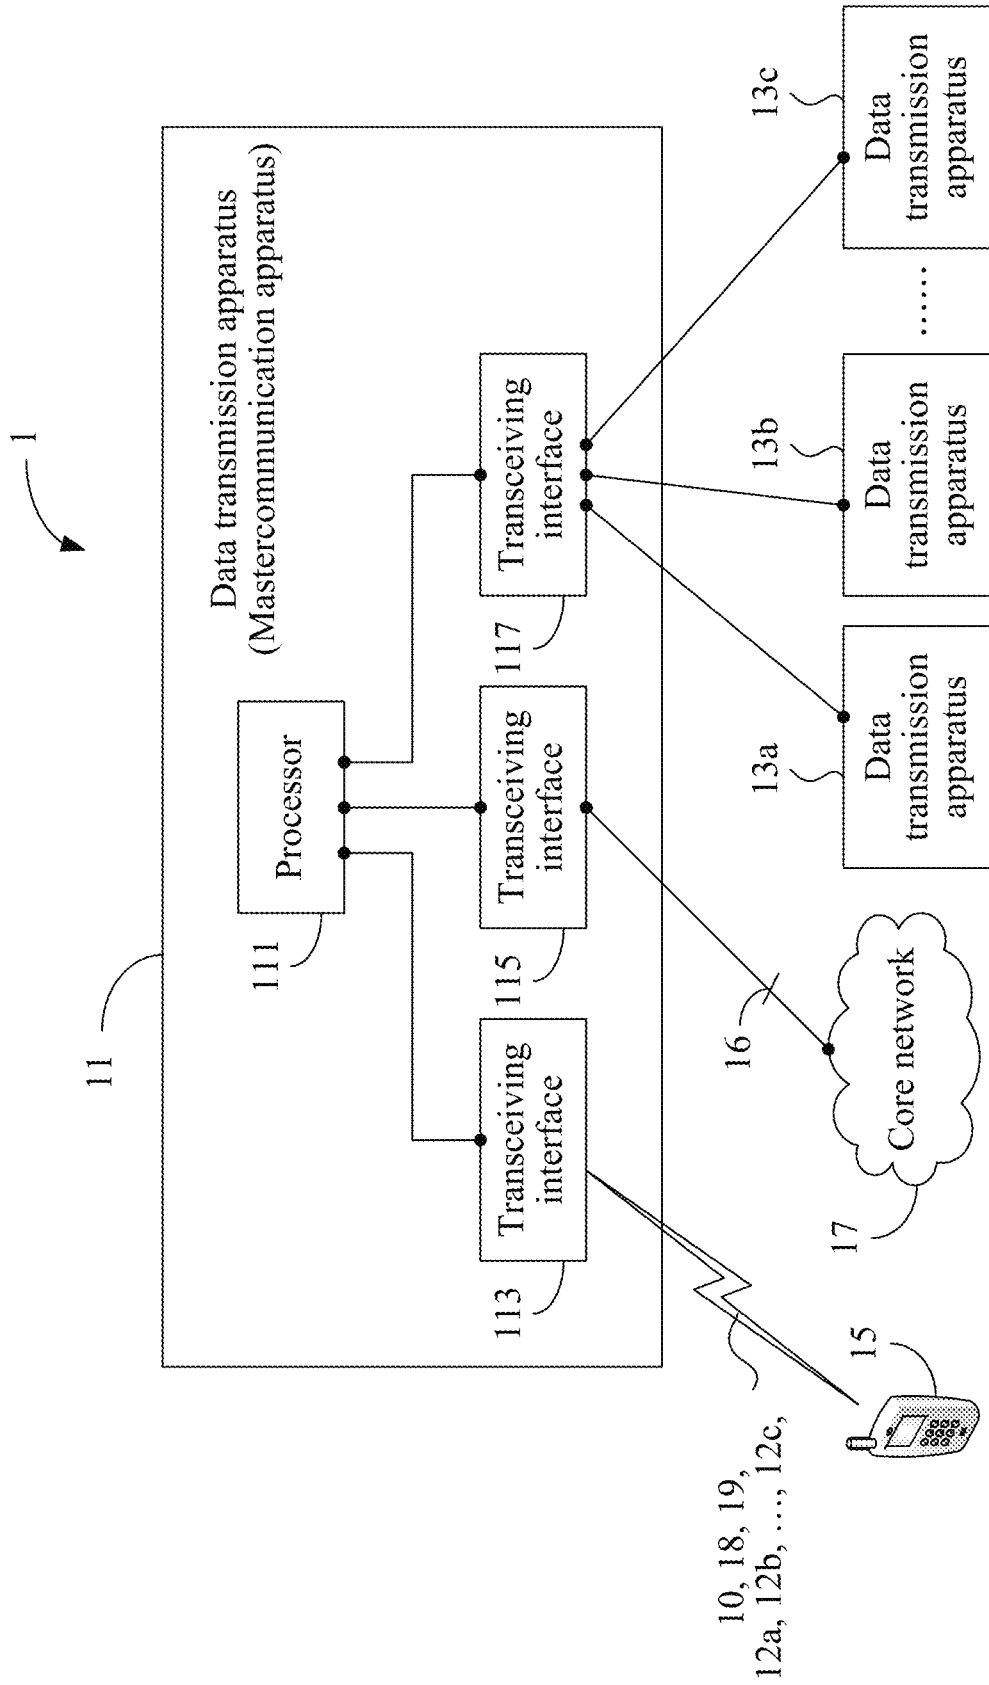 1
11
Data transmission apparatus
(Mastercommunication apparatus)
Processor
111
Transceiving
interface
113
Transceiving
interface
115
Transceiving
interface
117
10, 18, 19,
12a, 12b, ..., 12c,
16
15
17
Core network
13a
Data
transmission
apparatus
13b
Data
transmission
apparatus
......
13c
Data
transmission
apparatus